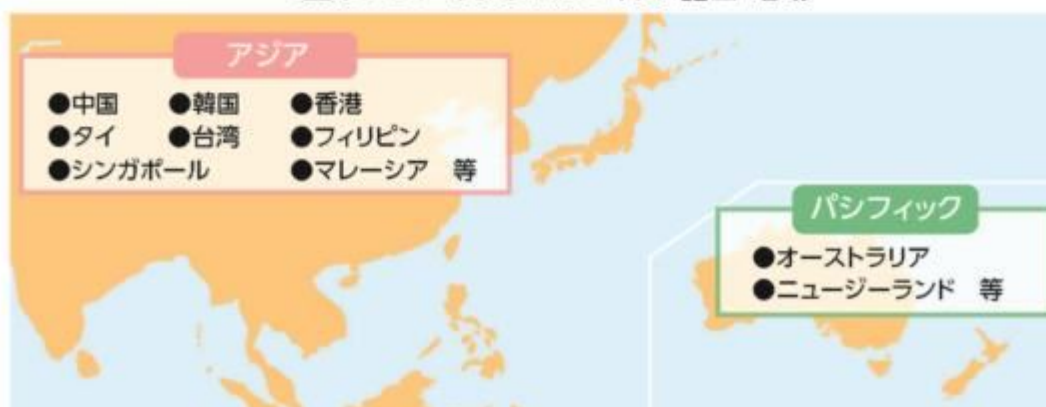 アジア
●中国 ●韓国 ●香港
●タイ ●台湾 ●フィリピン
●シンガポール ●マレーシア 等
パシフィック
●オーストラリア
●ニュージーランド 等